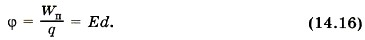 φ = Wп / q = Ed. (14.16)